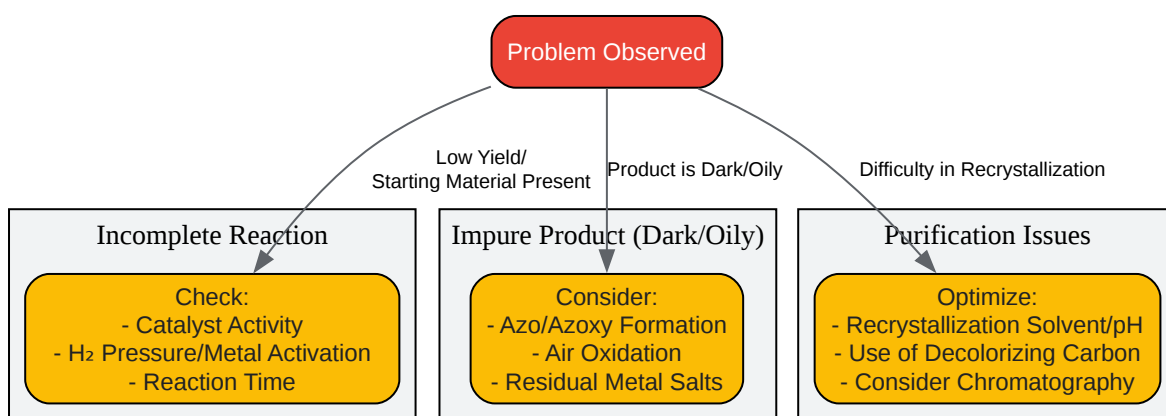 Problem Observed
Low Yield/
Starting Material Present
Product is Dark/Oily
Difficulty in Recrystallization
Incomplete Reaction
Check:
- Catalyst Activity
- H₂ Pressure/Metal Activation
- Reaction Time
Impure Product (Dark/Oily)
Consider:
- Azo/Azoxy Formation
- Air Oxidation
- Residual Metal Salts
Purification Issues
Optimize:
- Recrystallization Solvent/pH
- Use of Decolorizing Carbon
- Consider Chromatography